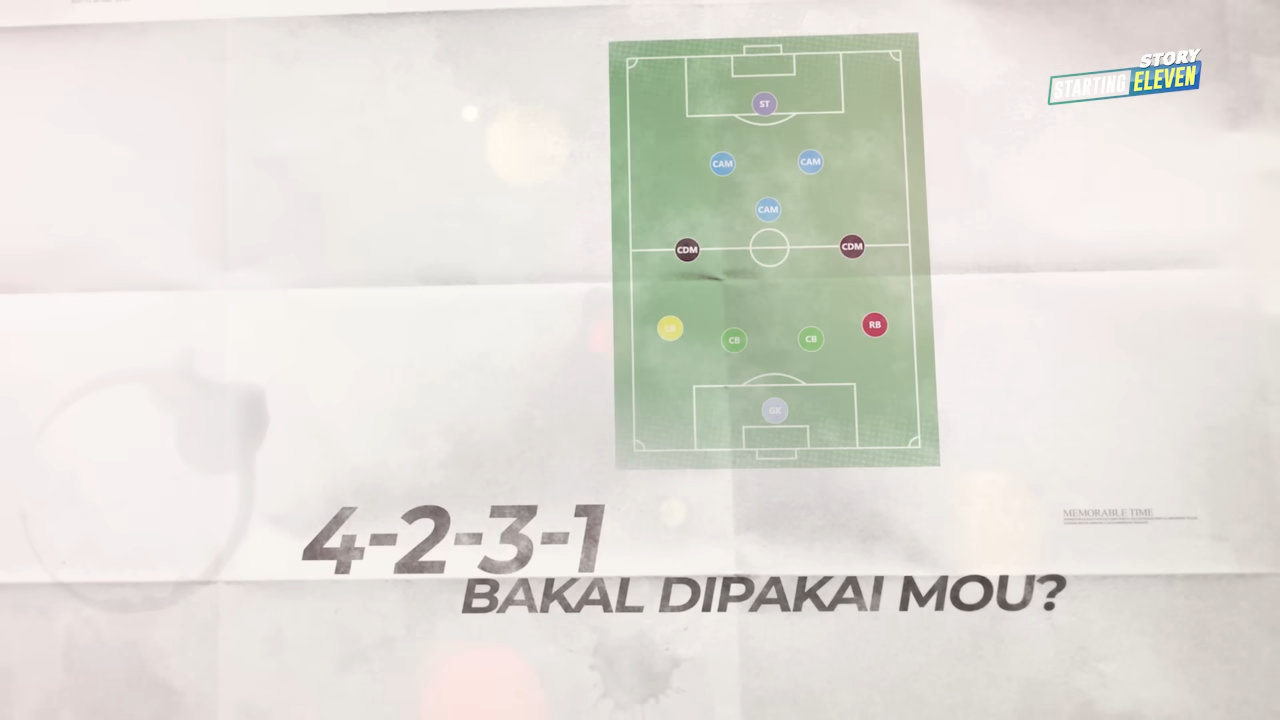 STORY
STARTING ELEVEN
ST
CAM CAM
CAM
CDM CDM
LB RB
CB CB
GK
4-2-3-1
BAKAL DIPAKAI MOU?
MEMORABLE TIME